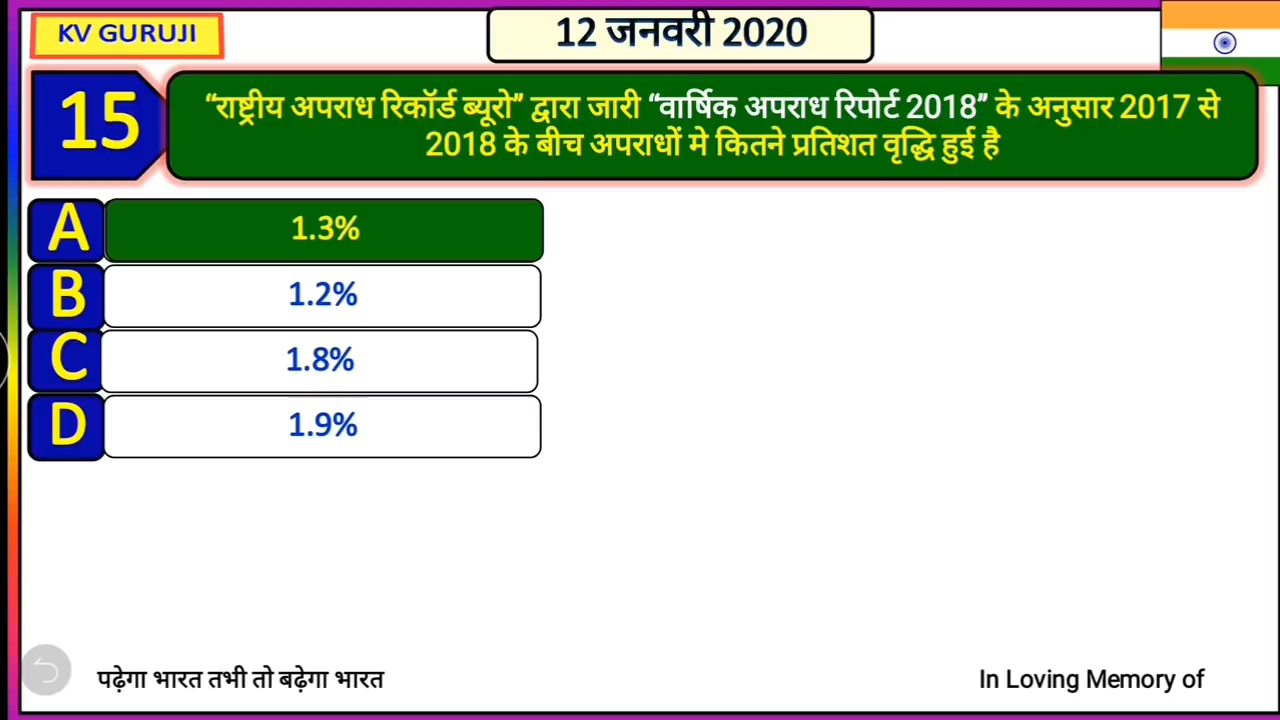 KV GURUJI
12 जनवरी 2020
15
“राष्ट्रीय अपराध रिकॉर्ड ब्यूरो” द्वारा जारी “वार्षिक अपराध रिपोर्ट 2018” के अनुसार 2017 से
2018 के बीच अपराधों मे कितने प्रतिशत वृद्धि हुई है
A 1.3%
B 1.2%
C 1.8%
D 1.9%
पढ़ेगा भारत तभी तो बढ़ेगा भारत
In Loving Memory of